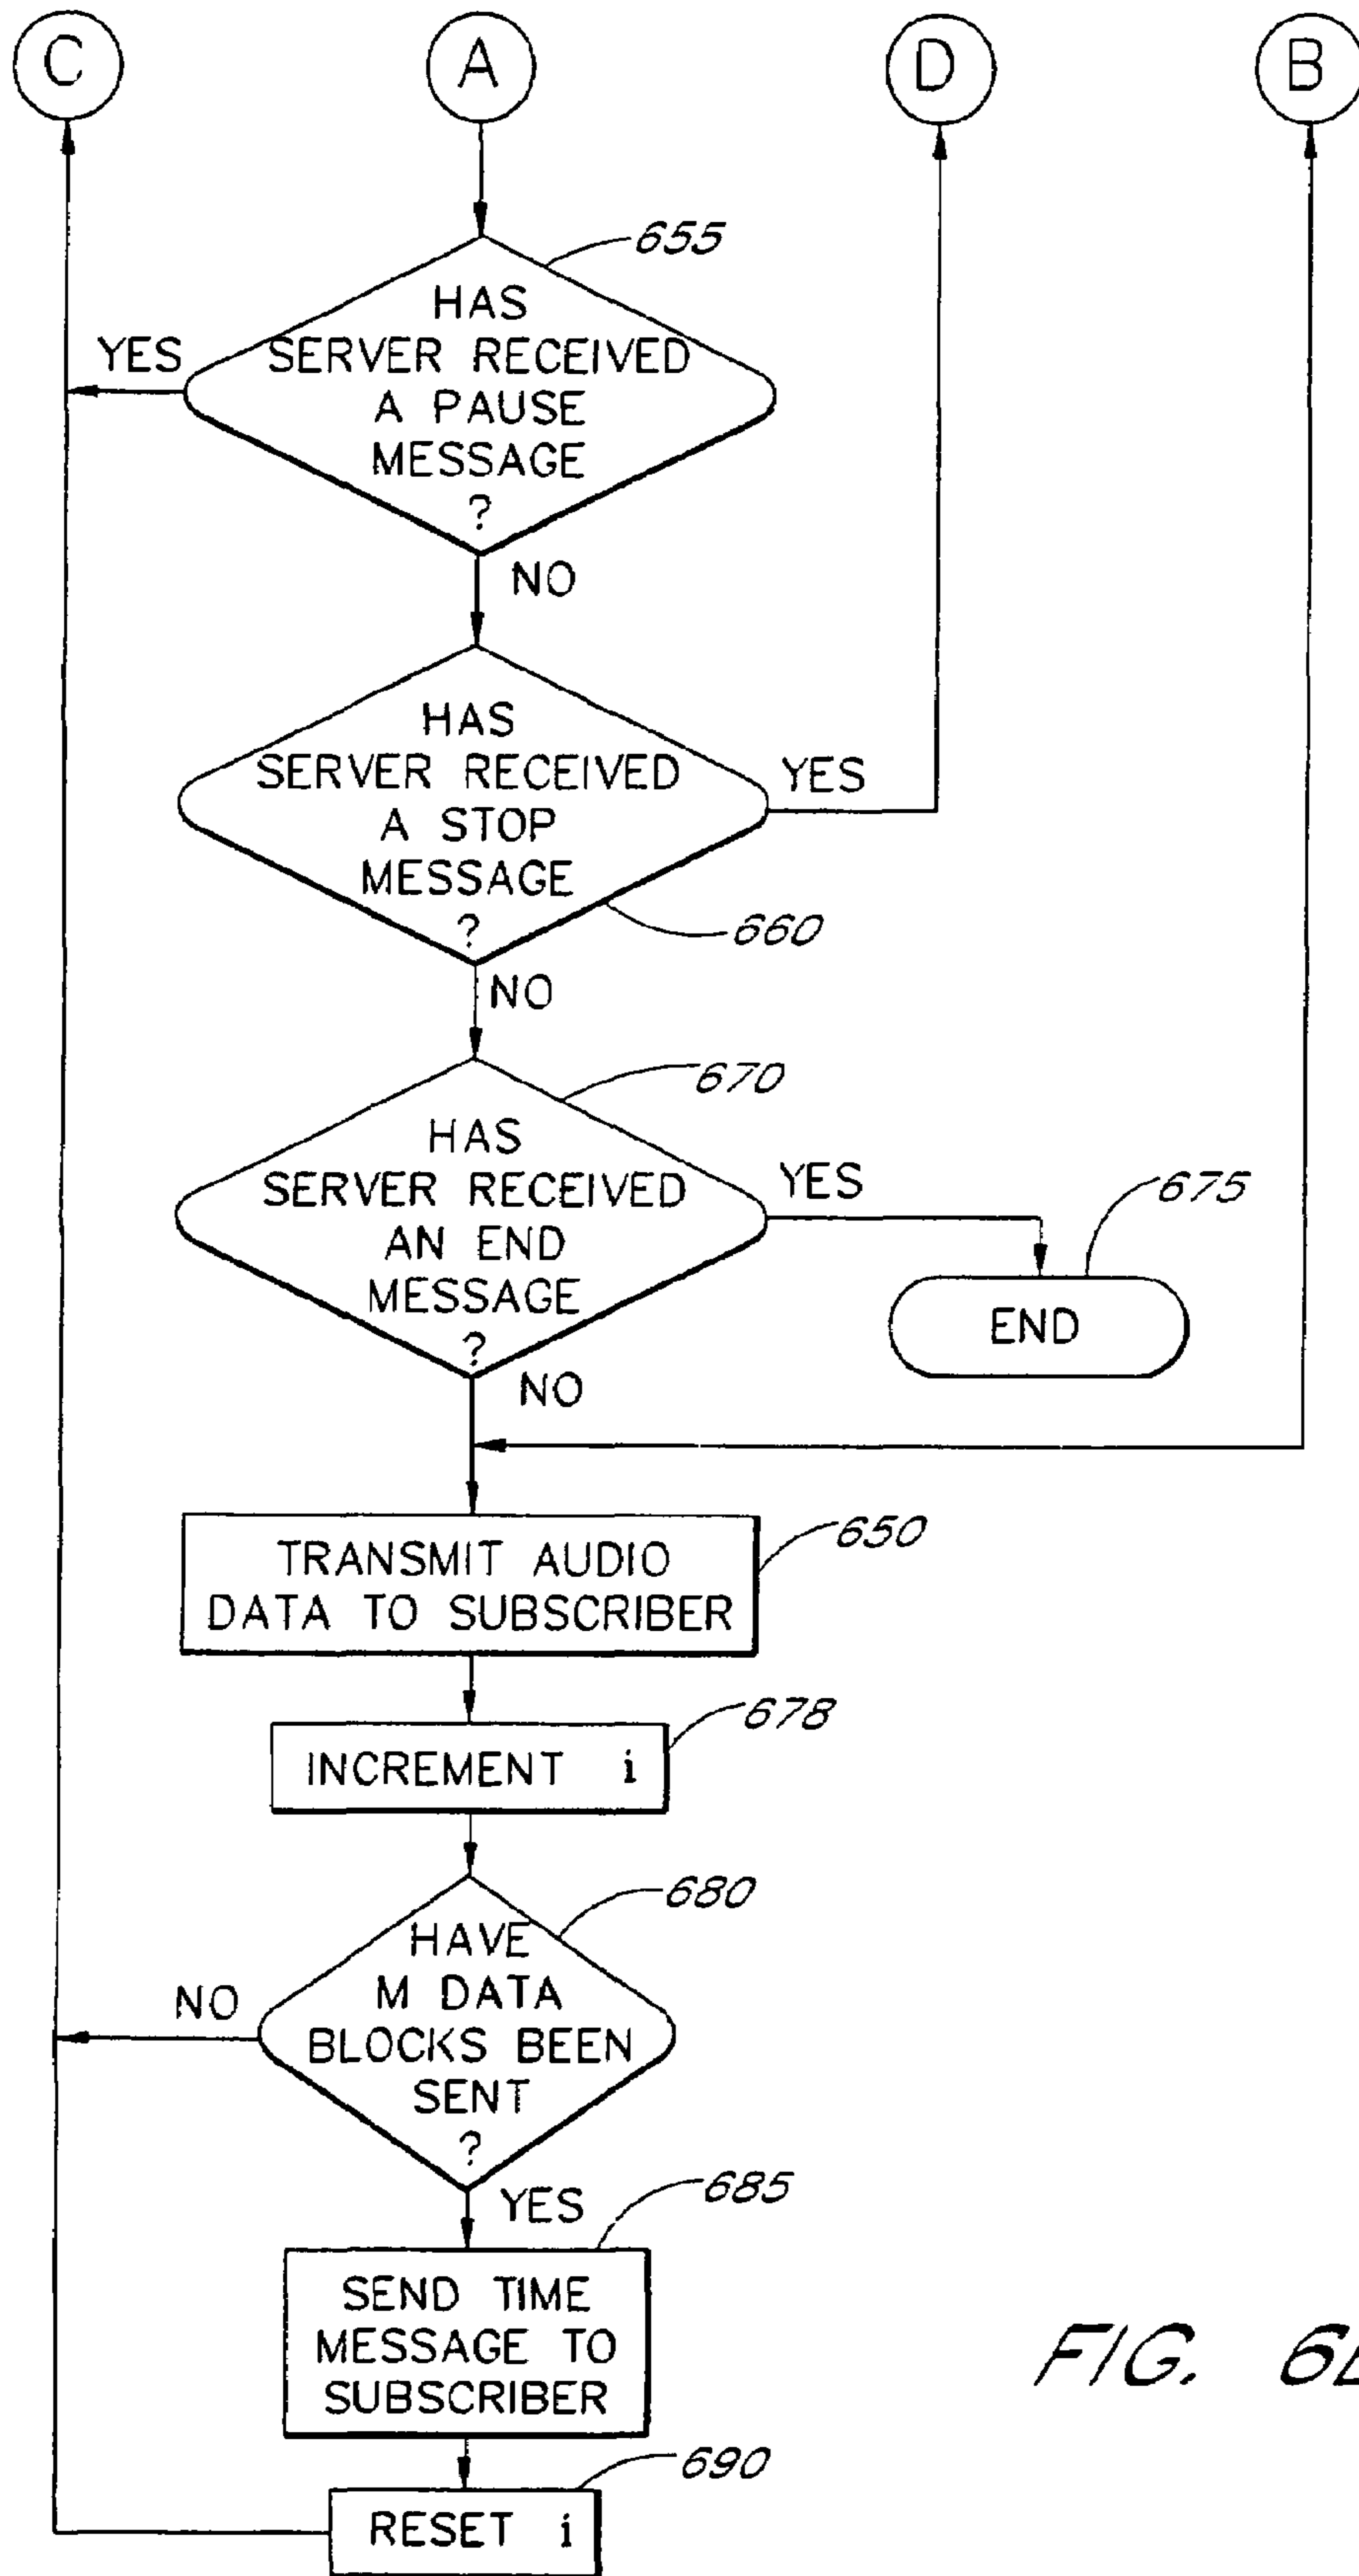 C
A
D
B
655
HAS
SERVER RECEIVED
A PAUSE
MESSAGE
?
YES
NO
HAS
SERVER RECEIVED
A STOP
MESSAGE
?
YES
660
NO
670
HAS
SERVER RECEIVED
AN END
MESSAGE
?
YES
675
END
NO
TRANSMIT AUDIO
DATA TO SUBSCRIBER
650
INCREMENT i
678
680
HAVE
M DATA
BLOCKS BEEN
SENT
?
NO
YES
685
SEND TIME
MESSAGE TO
SUBSCRIBER
690
RESET i
FIG.